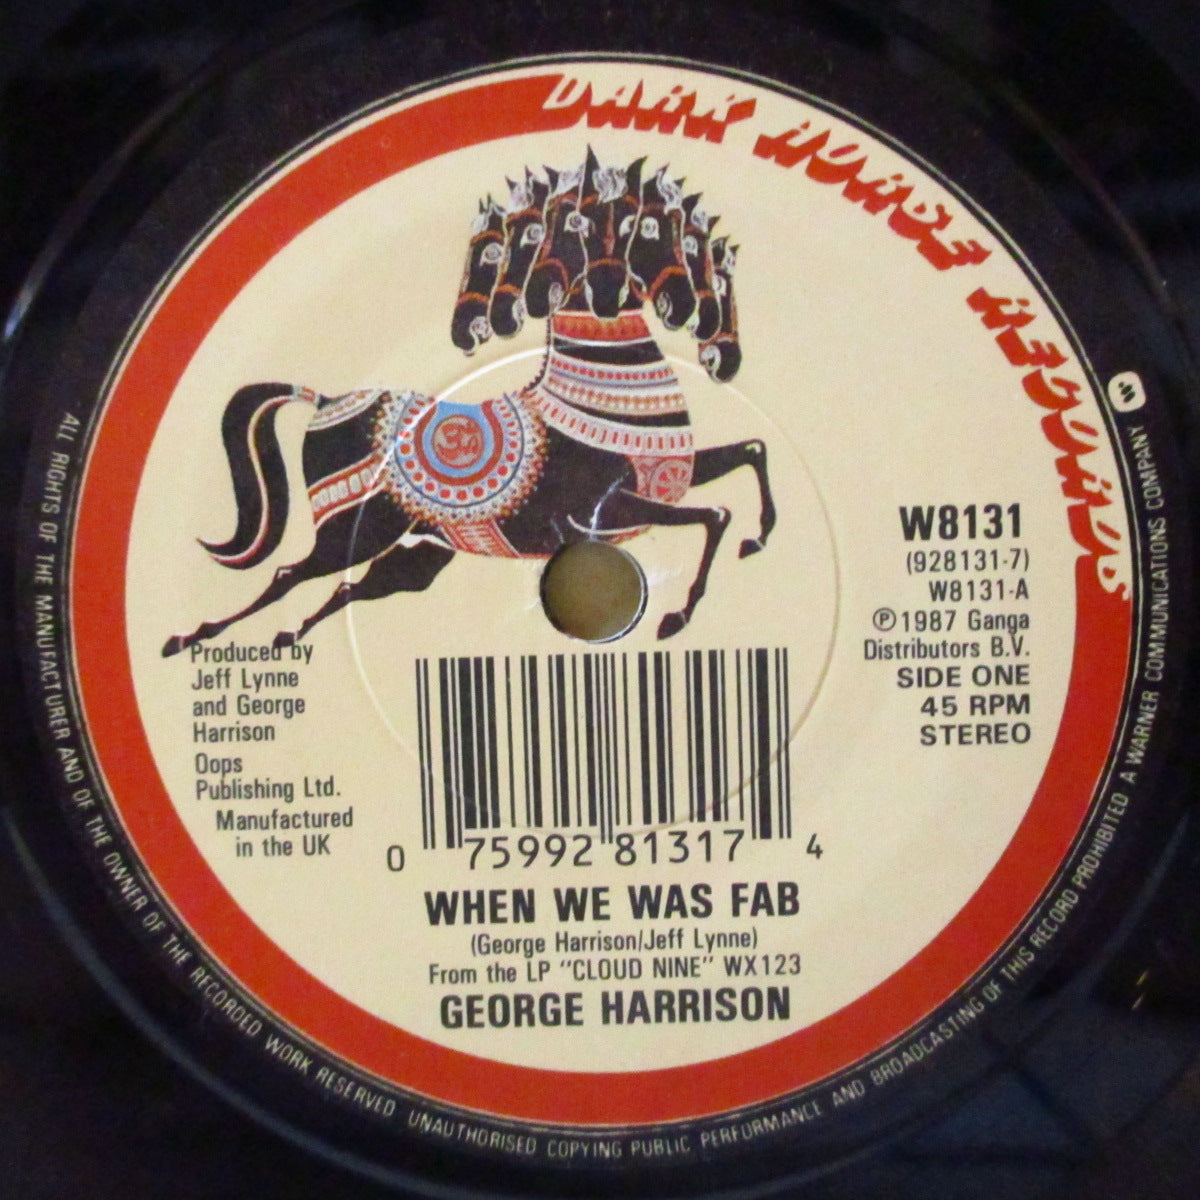 DARK HORSE RECORDS
W8131
(928131-7)
W8131-A
℗ 1987 Ganga
Distributors B.V.
SIDE ONE
45 RPM
STEREO
Produced by
Jeff Lynne
and George
Harrison
Oops
Publishing Ltd.
Manufactured
in the UK
0 75992 81317 4
WHEN WE WAS FAB
(George Harrison/Jeff Lynne)
From the LP "CLOUD NINE" WX123
GEORGE HARRISON
ALL RIGHTS OF THE MANUFACTURER AND OF THE OWNER OF THE RECORDED WORK RESERVED UNAUTHORISED COPYING PUBLIC PERFORMANCE AND BROADCASTING OF THIS RECORD PROHIBITED A WARNER COMMUNICATIONS COMPANY